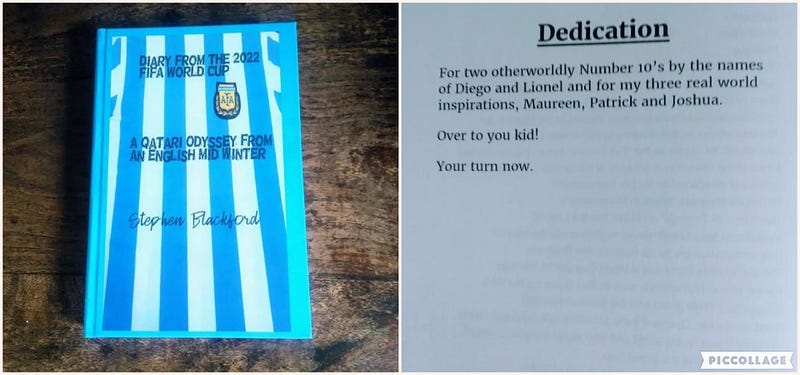 DIARY FROM THE 2022
FIFA WORLD CUP
AFA
A QATARI ODYSSEY FROM
AN ENGLISH MID WINTER
Stephen Blackford
Dedication
For two otherworldly Number 10's by the names
of Diego and Lionel and for my three real world
inspirations, Maureen, Patrick and Joshua.
Over to you kid!
Your turn now.
PICCOLLAGE